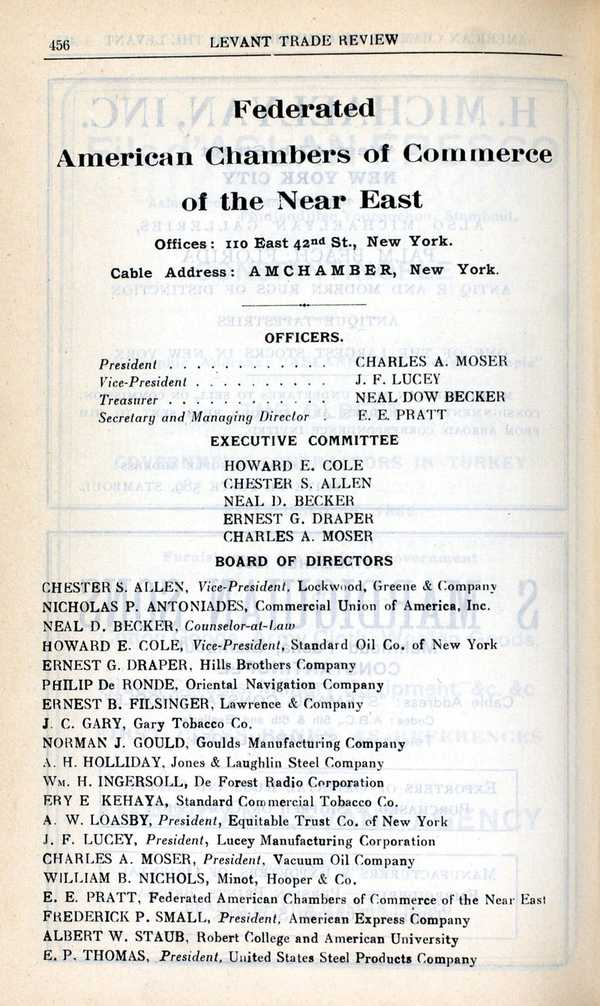 456
LEVANT TRADE REVIEW
Federated
American Chambers of Commerce
of the Near East
Offices: 110 East 42nd St., New York.
Cable Address: AMCHAMBER, New York.
OFFICERS.
President . . . . . . . . . . . . CHARLES A. MOSER
Vice-President . . . . . . . . . . J. F. LUCEY
Treasurer . . . . . . . . . . . . NEAL DOW BECKER
Secretary and Managing Director . E. E. PRATT
EXECUTIVE COMMITTEE
HOWARD E. COLE
CHESTER S. ALLEN
NEAL D. BECKER
ERNEST G. DRAPER
CHARLES A. MOSER
BOARD OF DIRECTORS
CHESTER S. ALLEN, Vice-President, Lockwood, Greene & Company
NICHOLAS P. ANTONIADES, Commercial Union of America, Inc.
NEAL D. BECKER, Counselor-at-Law
HOWARD E. COLE, Vice-President, Standard Oil Co. of New York
ERNEST G. DRAPER, Hills Brothers Company
PHILIP De RONDE, Oriental Navigation Company
ERNEST B. FILSINGER, Lawrence & Company
J. C. GARY, Gary Tobacco Co.
NORMAN J. GOULD, Goulds Manufacturing Company
A. H. HOLLIDAY, Jones & Laughlin Steel Company
WM. H. INGERSOLL, De Forest Radio Corporation
ERY E KEHAYA, Standard Commercial Tobacco Co.
A. W. LOASBY, President, Equitable Trust Co. of New York
J. F. LUCEY, President, Lucey Manufacturing Corporation
CHARLES A. MOSER, President, Vacuum Oil Company
WILLIAM B. NICHOLS, Minot, Hooper & Co.
E. E. PRATT, Federated American Chambers of Commerce of the Near East
FREDERICK P. SMALL, President, American Express Company
ALBERT W. STAUB, Robert College and American University
E. P. THOMAS, President, United States Steel Products Company